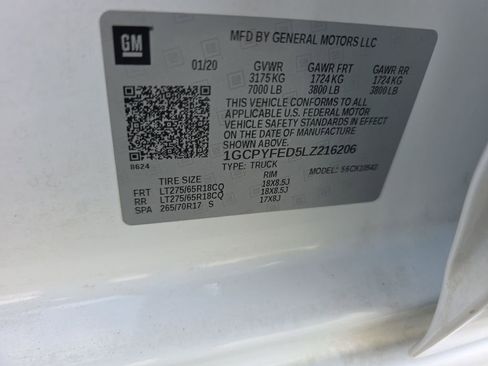 GM
MFD BY GENERAL MOTORS LLC
01/20 GVWR GAWR FRT GAWR RR
3175 KG 1724 KG 1724 KG
7000 LB 3800 LB 3800 LB
THIS VEHICLE CONFORMS TO ALL
APPLICABLE U.S. FEDERAL MOTOR
VEHICLE SAFETY STANDARDS IN
EFFECT ON THE DATE OF MANUFACTURE
SHOWN ABOVE.
1GCPYFED5LZ216206
8624 TYPE: TRUCK MODEL:
TIRE SIZE RIM
FRT LT275/65R18CQ 18X8.5J
RR LT275/65R18CQ 18X8.5J
SPA 265/70R17 S 17X8J